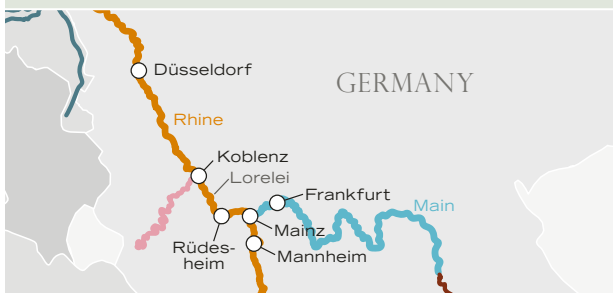 Düsseldorf
GERMANY
Rhine
Koblenz
Lorelei
Frankfurt
Main
Mainz
Rüdes-
heim
Mannheim